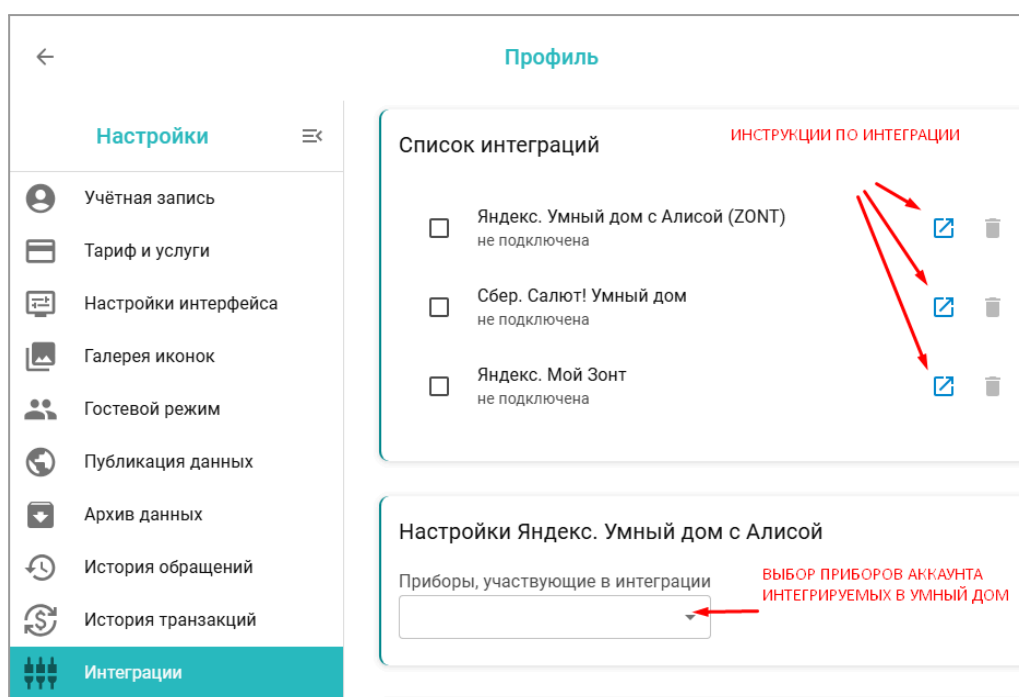 Профиль
Настройки
Учётная запись
Тариф и услуги
Настройки интерфейса
Галерея иконок
Гостевой режим
Публикация данных
Архив данных
История обращений
История транзакций
Интеграции
Список интеграций
ИНСТРУКЦИИ ПО ИНТЕГРАЦИИ
Яндекс. Умный дом с Алисой (ZONT)
не подключена
Сбер. Салют! Умный дом
не подключена
Яндекс. Мой Зонт
не подключена
Настройки Яндекс. Умный дом с Алисой
Приборы, участвующие в интеграции
ВЫБОР ПРИБОРОВ АККАУНТА
ИНТЕГРИРУЕМЫХ В УМНЫЙ ДОМ